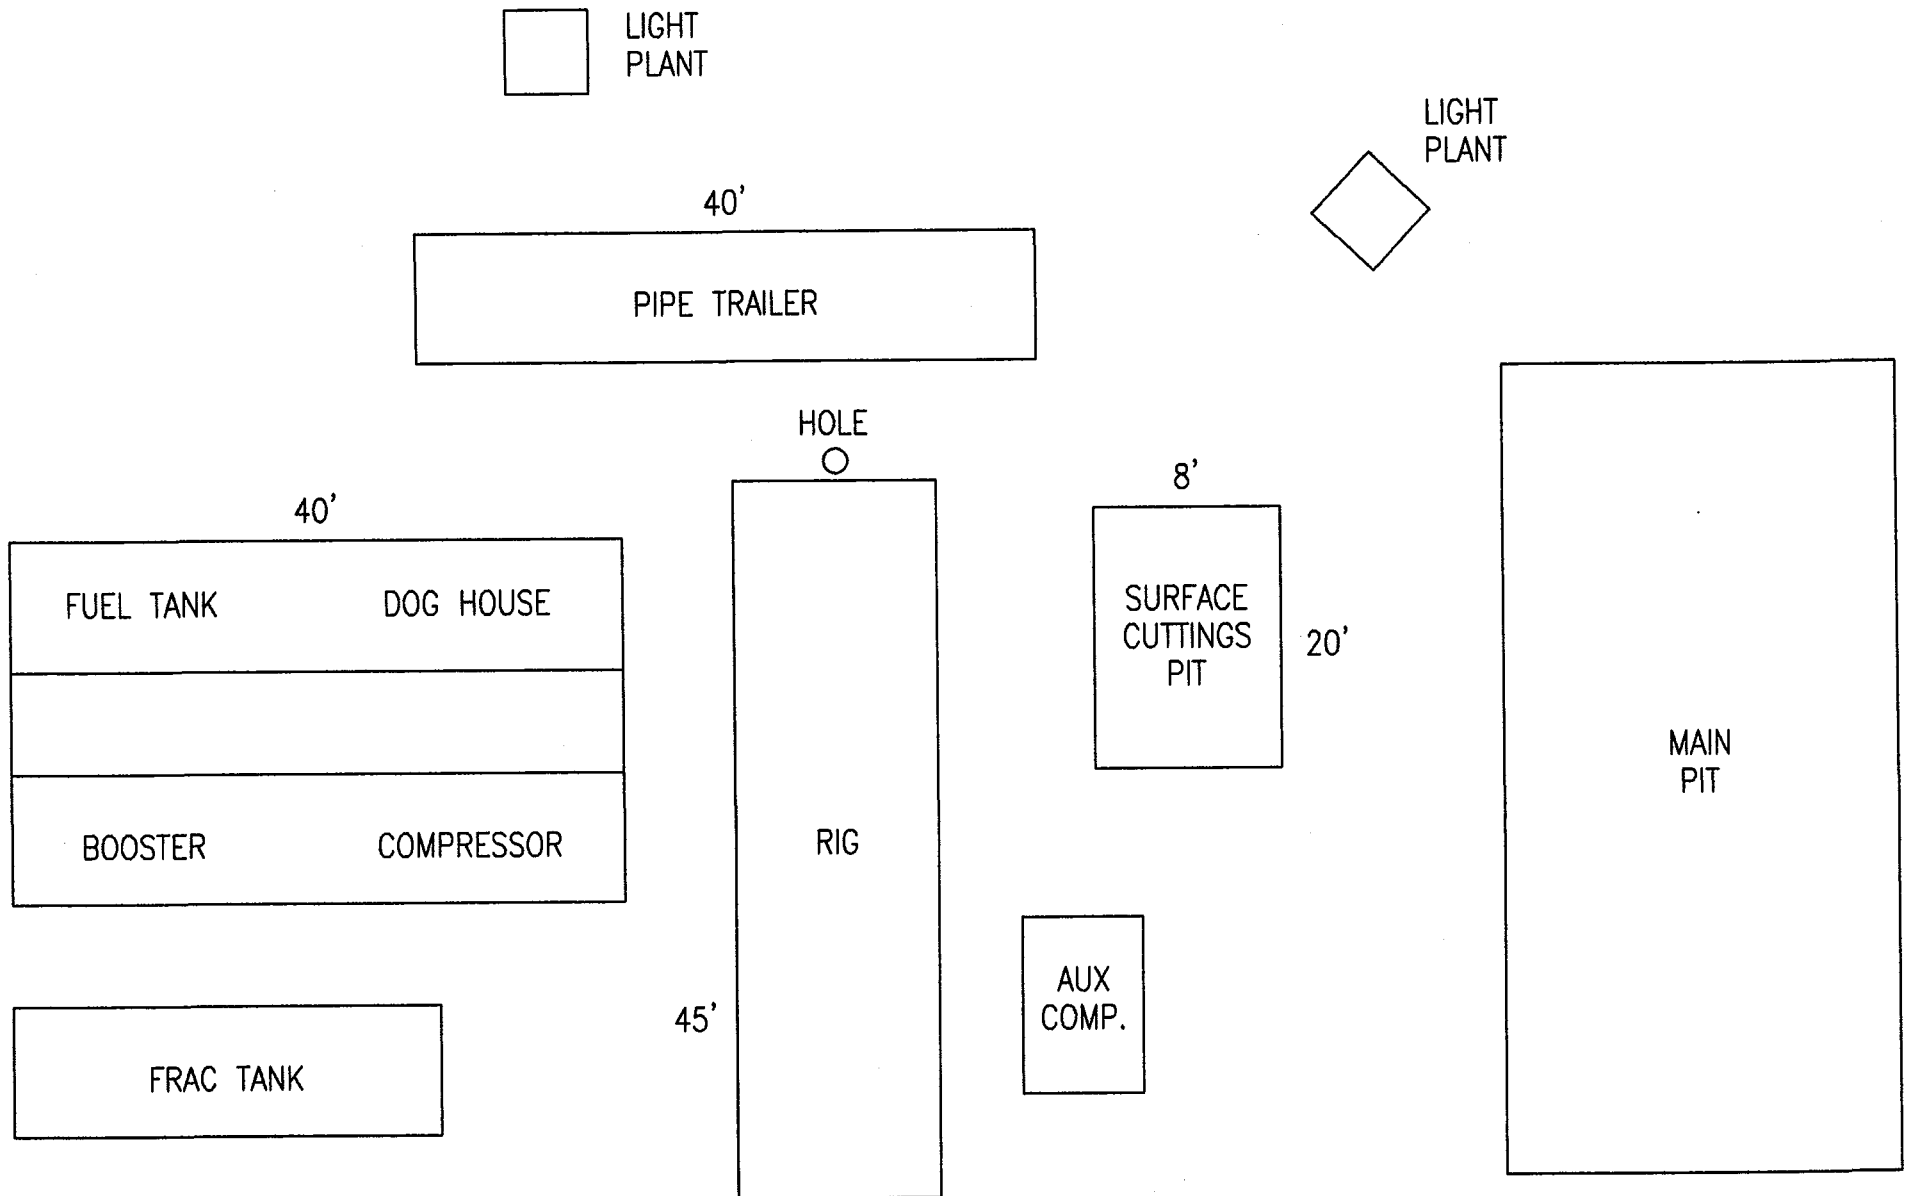 LIGHT
PLANT
LIGHT
PLANT
40'
PIPE TRAILER
HOLE
8'
40'
FUEL TANK DOG HOUSE
SURFACE
CUTTINGS
PIT
20'
MAIN
PIT
BOOSTER COMPRESSOR
RIG
AUX
COMP.
45'
FRAC TANK